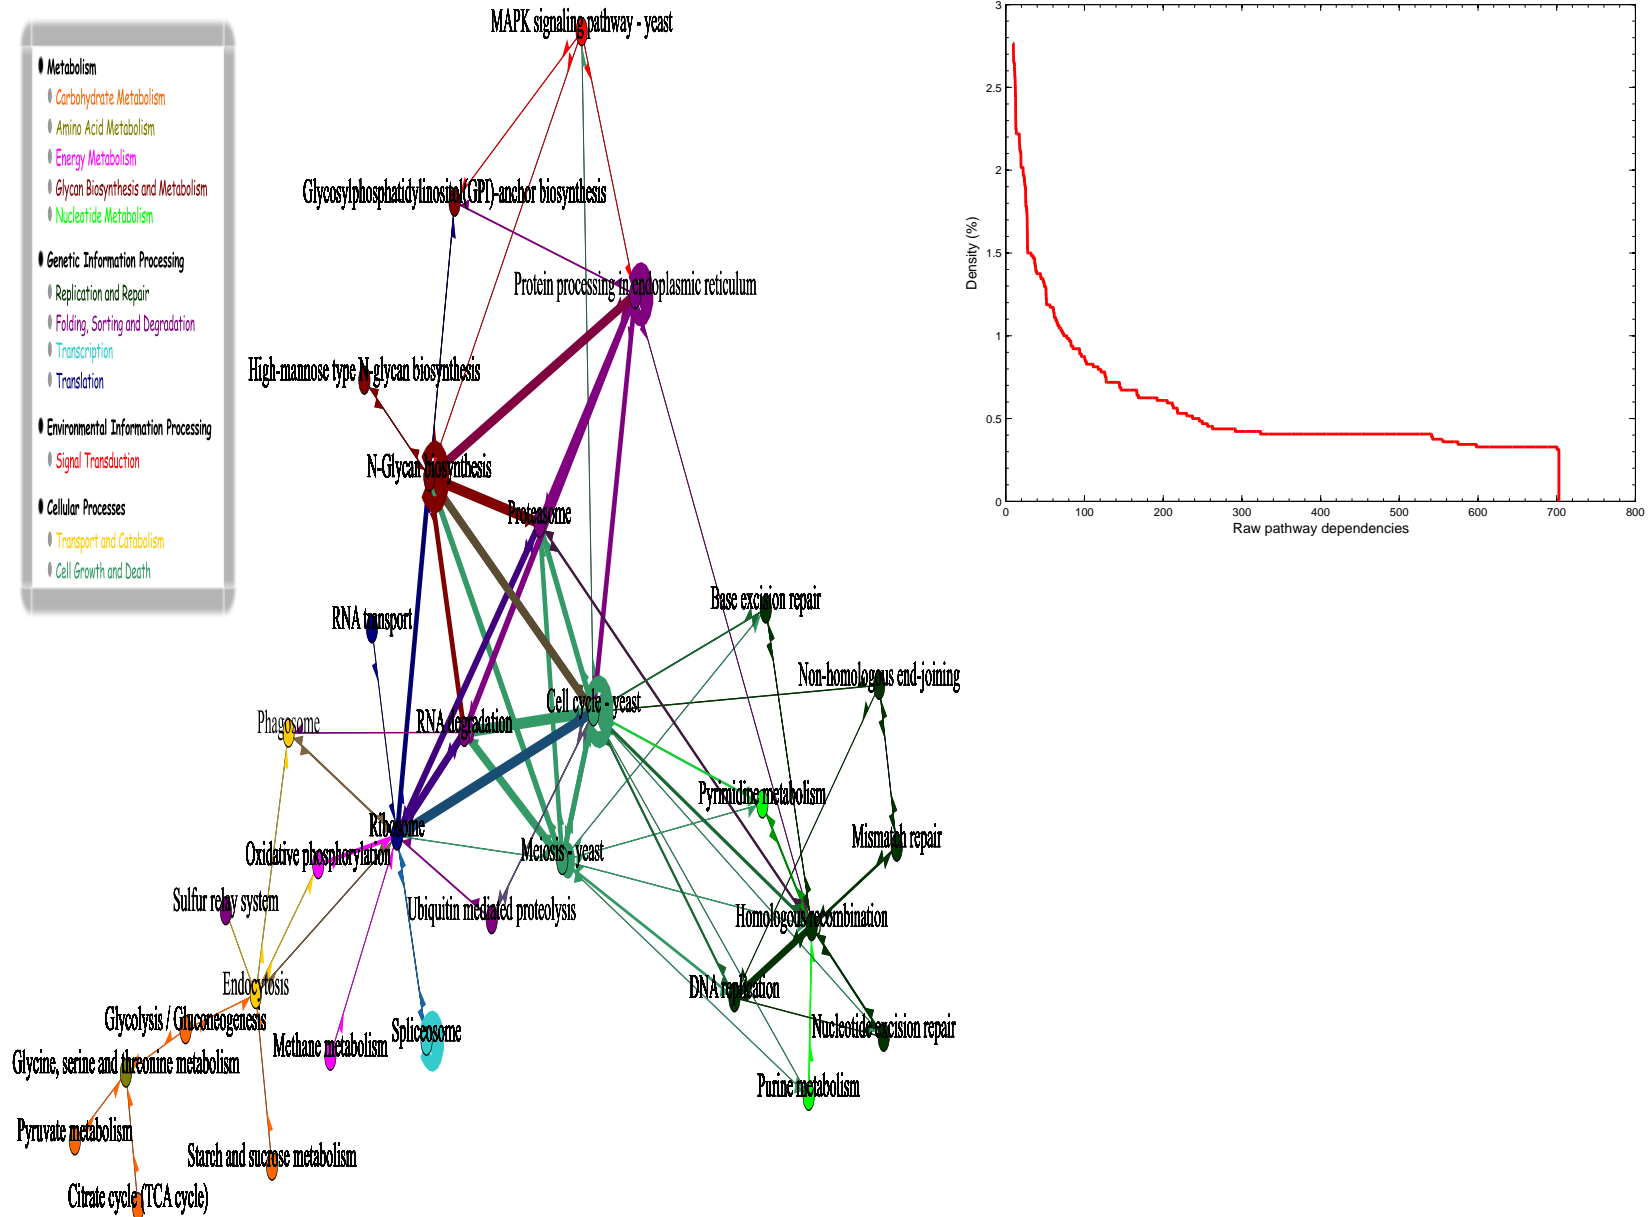 Metabolism
Carbohydrate Metabolism
Amino Acid Metabolism
Energy Metabolism
Glycan Biosynthesis and Metabolism
Nucleotide Metabolism
Genetic Information Processing
Replication and Repair
Folding, Sorting and Degradation
Transcription
Translation
Environmental Information Processing
Signal Transduction
Cellular Processes
Transport and Catabolism
Cell Growth and Death
MAPK signaling pathway - yeast
Glycosylphosphatidylinositol(GPI)-anchor biosynthesis
Protein processing in endoplasmic reticulum
High-mannose type N-glycan biosynthesis
N-Glycan biosynthesis
Proteasome
Base excision repair
RNA transport
Non-homologous end-joining
Cell cycle - yeast
Phagosome
RNA degradation
Pyrimidine metabolism
Ribosome
Mismatch repair
Oxidative phosphorylation
Meiosis - yeast
Sulfur relay system
Ubiquitin mediated proteolysis
Homologous recombination
Endocytosis
DNA replication
Glycolysis / Gluconeogenesis
Spliceosome
Nucleotide excision repair
Methane metabolism
Glycine, serine and threonine metabolism
Purine metabolism
Pyruvate metabolism
Starch and sucrose metabolism
Citrate cycle (TCA cycle)
3
2.5
2
1.5
1
0.5
0
Density (%)
0 100 200 300 400 500 600 700 800
Raw pathway dependencies